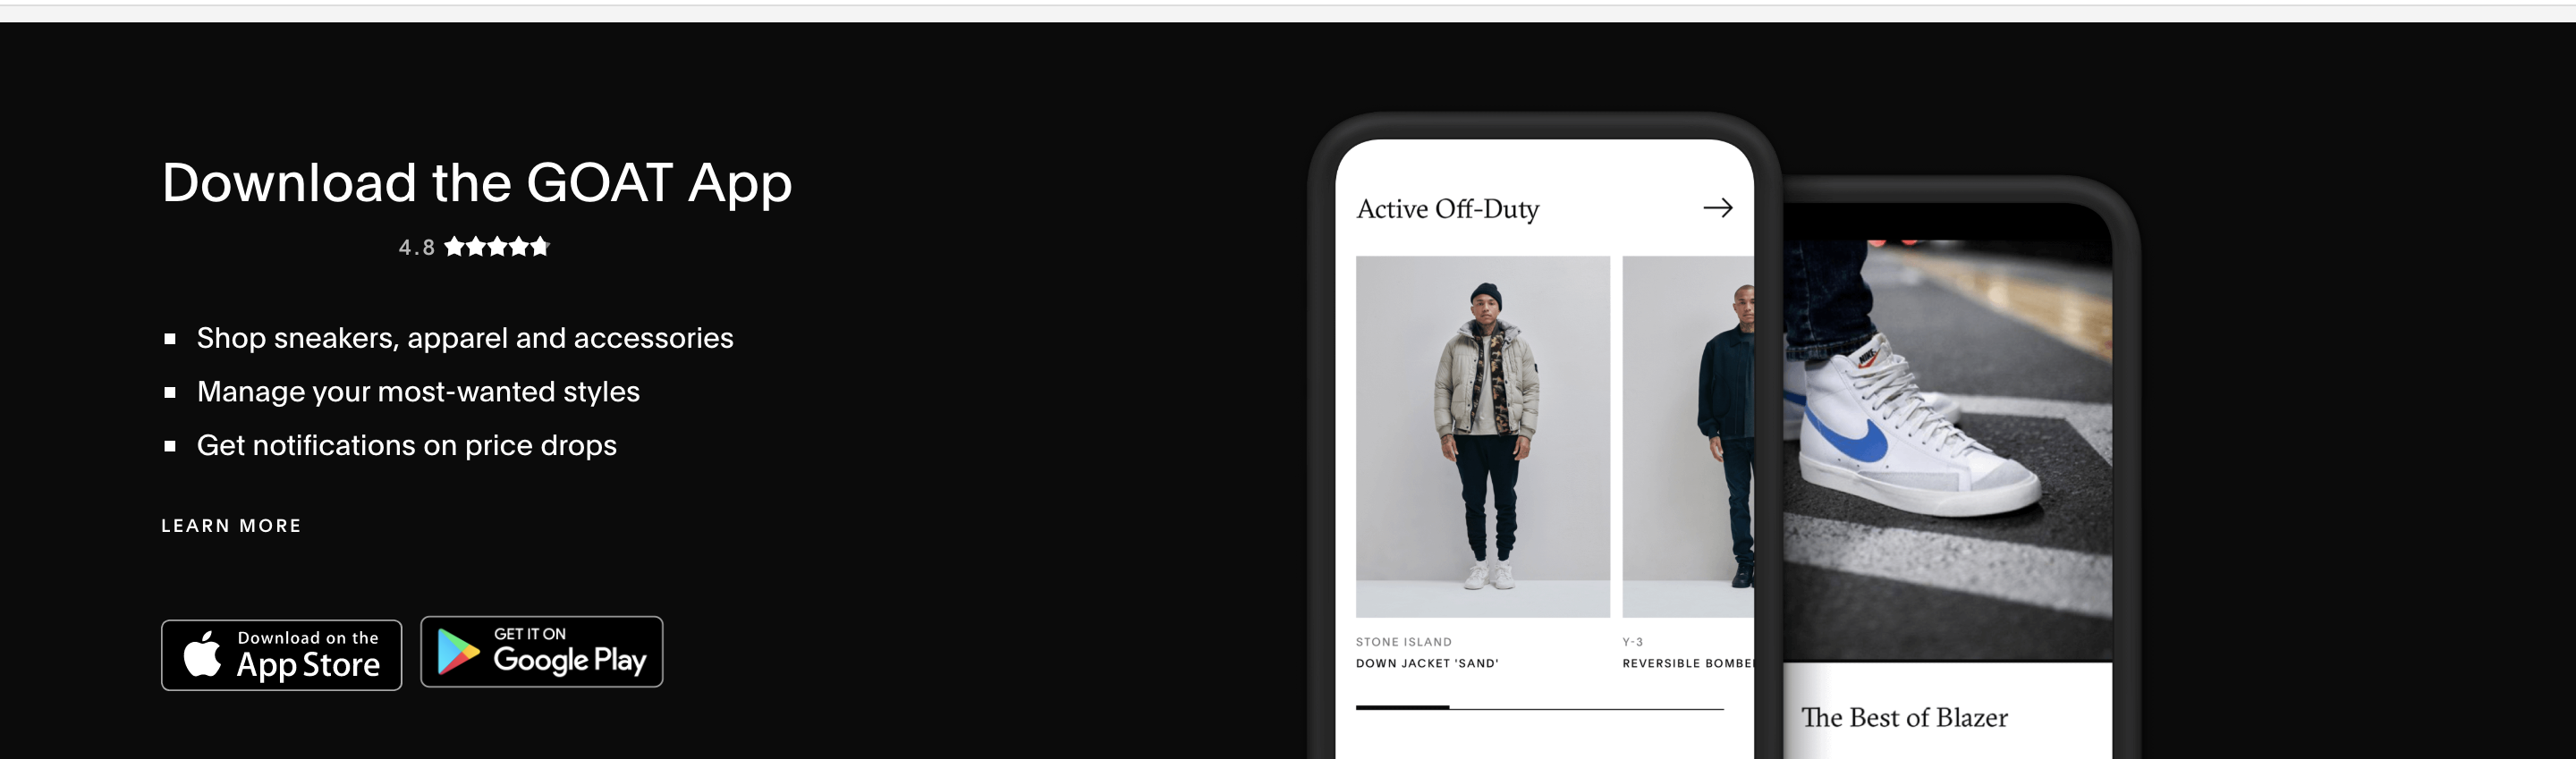 Download the GOAT App
4.8
Shop sneakers, apparel and accessories
Manage your most-wanted styles
Get notifications on price drops
LEARN MORE
Download on the
App Store
GET IT ON
Google Play
Active Off-Duty
STONE ISLAND
DOWN JACKET 'SAND'
Y-3
REVERSIBLE BOMBE
NIKE
The Best of Blazer